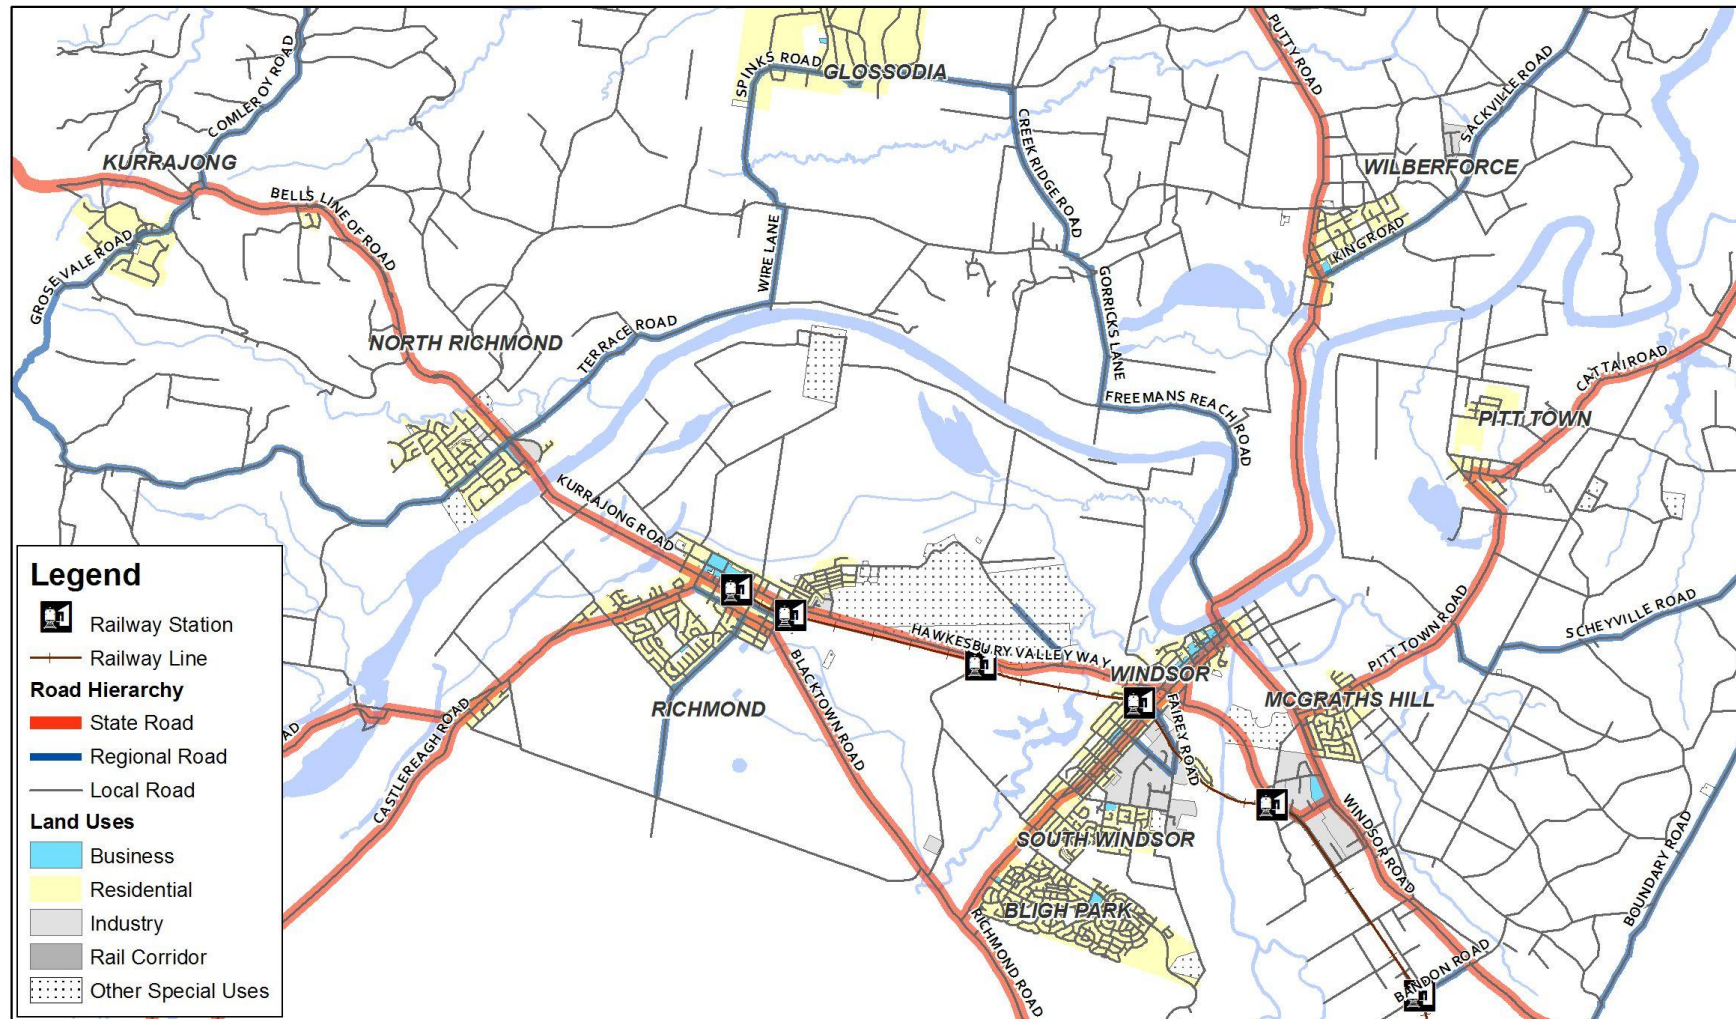 PUTTY ROAD
COMLEROY ROAD
SPINKS ROAD
GLOSSODIA
SACKVILLE ROAD
KURRAJONG
CREEK RIDGE ROAD
WILBERFORCE
BELLS LINE OF ROAD
WIRE LANE
KING ROAD
GROSE VALE ROAD
GORRICKS LANE
NORTH RICHMOND
TERRACE ROAD
CATTAI ROAD
FREEMANS REACH ROAD
PITT TOWN
KURRAJONG ROAD
SCHEYVILLE ROAD
PITT TOWN ROAD
HAWKESBURY VALLEY WAY
WINDSOR
MCGRATHS HILL
RICHMOND
BLACKTOWN ROAD
FAIREY ROAD
CASTLEREAGH ROAD
AD
SOUTH WINDSOR
WINDSOR ROAD
BOUNDARY ROAD
BLIGH PARK
RICHMOND ROAD
BANDON ROAD
Legend
Railway Station
Railway Line
Road Hierarchy
State Road
Regional Road
Local Road
Land Uses
Business
Residential
Industry
Rail Corridor
Other Special Uses